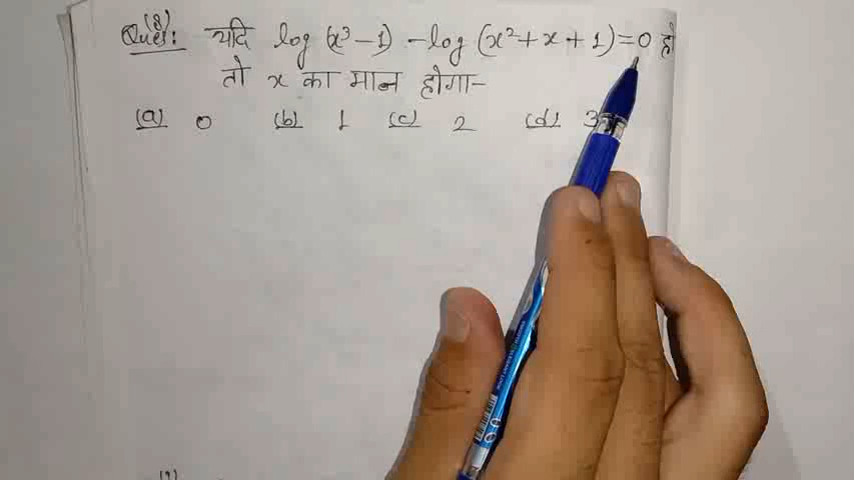 Ques: (8) यदि log (x³ - 1) - log (x² + x + 1) = 0 हो
तो x का मान होगा-
(a) 0 (b) 1 (c) 2 (d) 3